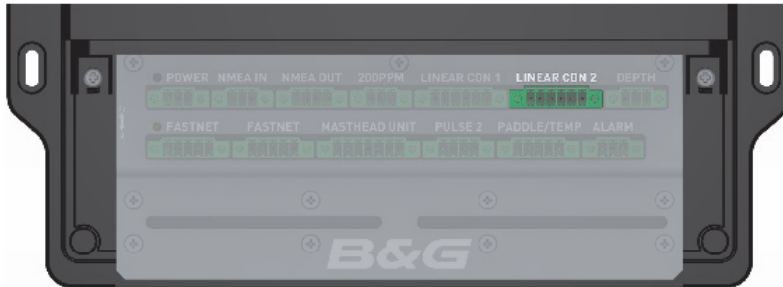 POWER NMEA IN NMEA OUT 200PPM LINEAR CON 1 LINEAR CON 2 DEPTH
FASTNET FASTNET MASTHEAD UNIT PULSE 2 PADDLE/TEMP ALARM
B&G